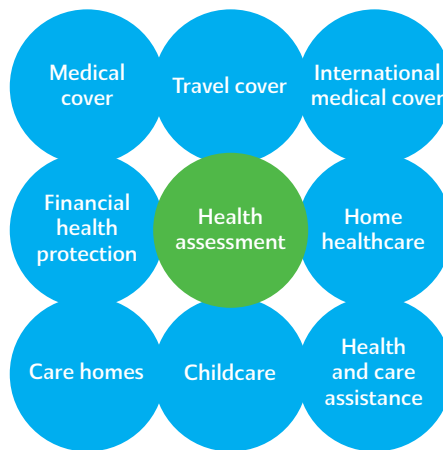 Medical
cover
Travel cover
International
medical cover
Financial
health
protection
Health
assessment
Home
healthcare
Care homes
Childcare
Health
and care
assistance